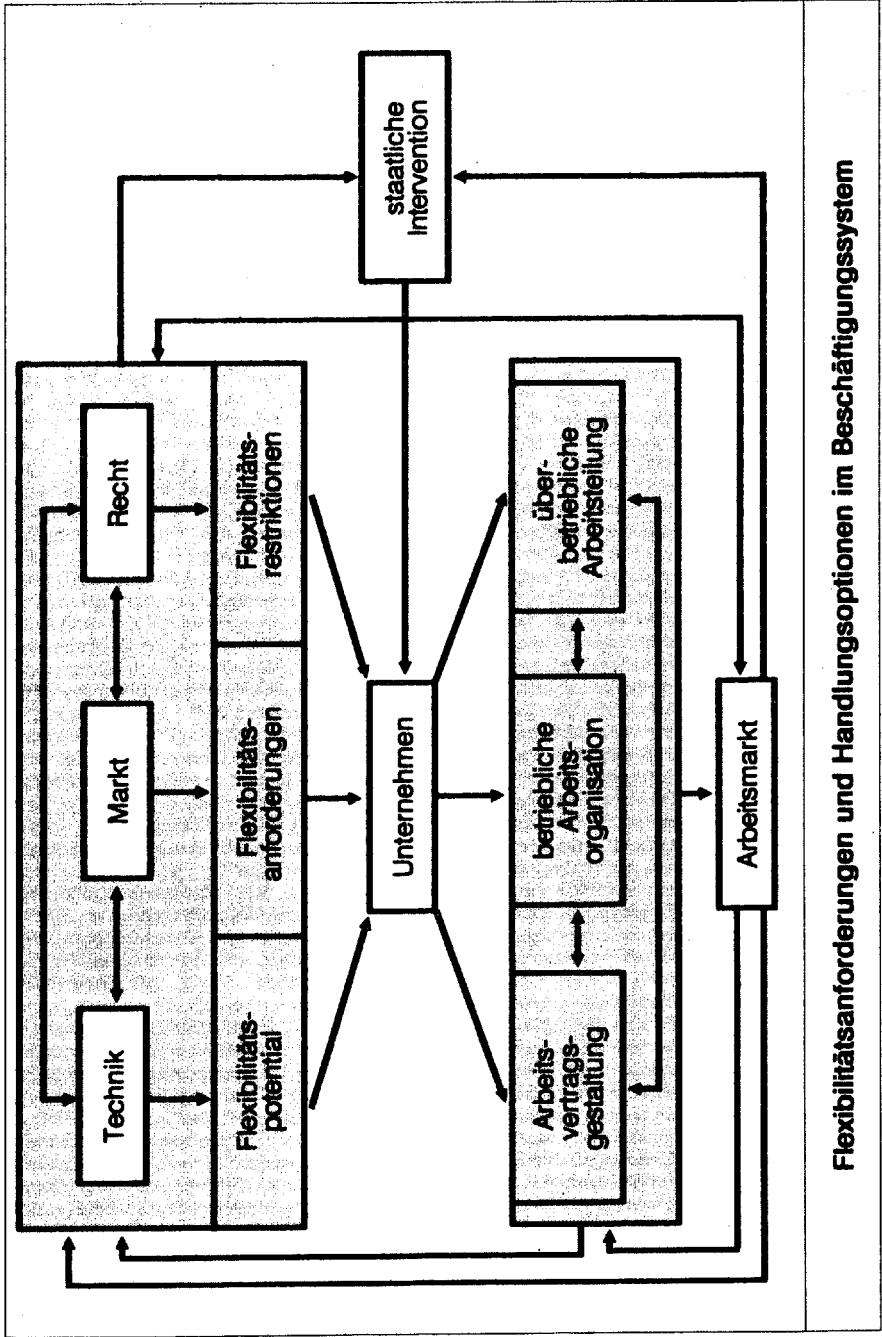 Technik
Markt
Recht
Flexibilitäts-
potential
Flexibilitäts-
anforderungen
Flexibilitäts-
restriktionen
staatliche
Intervention
Unternehmen
Arbeits-
vertrags-
gestaltung
betriebliche
Arbeits-
organisation
über-
betriebliche
Arbeitsteilung
Arbeitsmarkt
Flexibilitätsanforderungen und Handlungsoptionen im Beschäftigungssystem